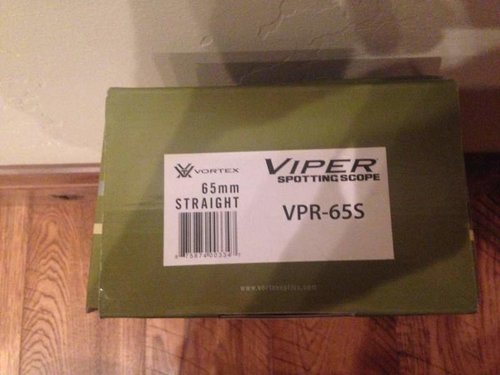 VORTEX
VIPER
SPOTTING SCOPE
65mm
STRAIGHT
VPR-65S
www.vortexoptics.com